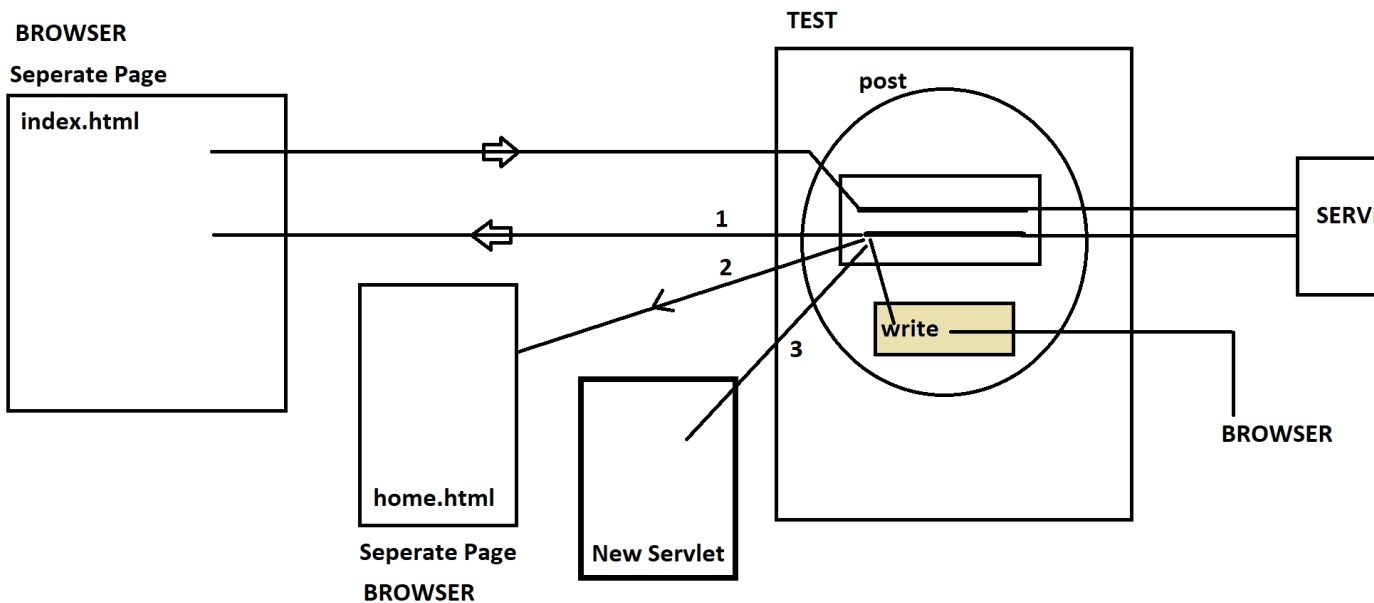 BROWSER
Seperate Page
index.html
TEST
post
1
2
3
write
SERV
BROWSER
home.html
Seperate Page
BROWSER
New Servlet